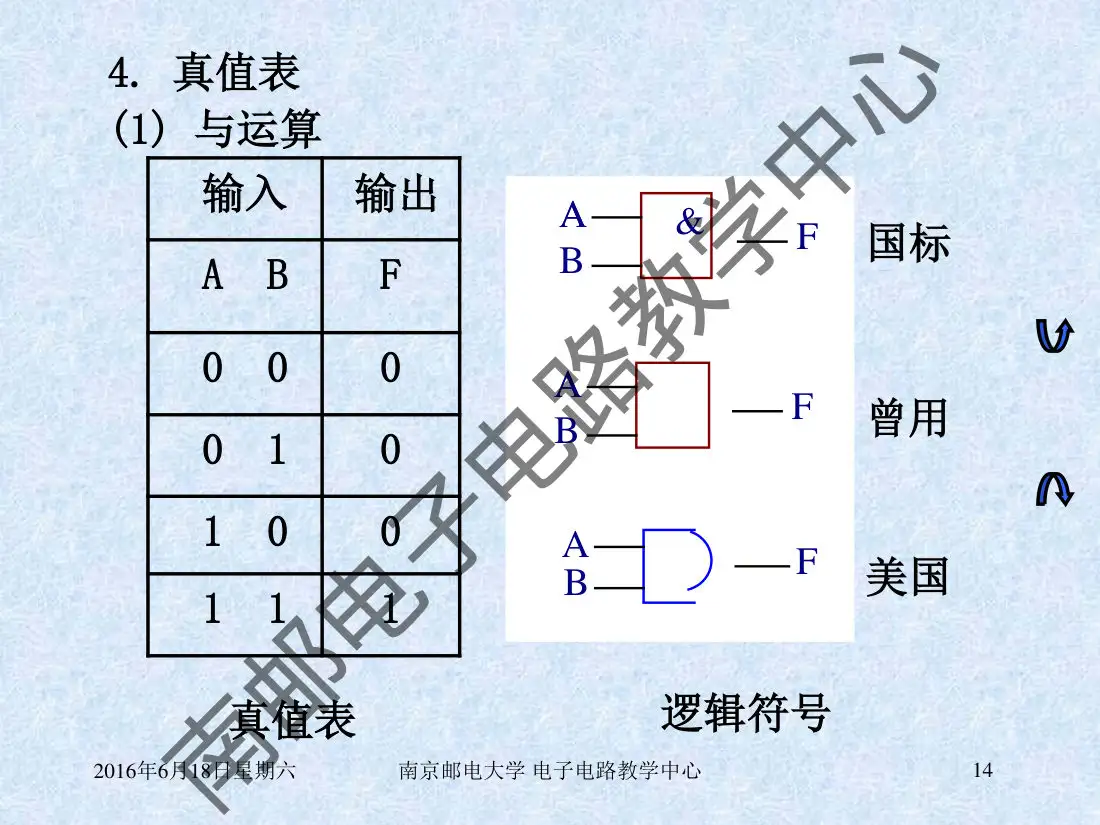 4. 真值表
(1) 与运算
输入 输出
A B F
0 0 0
0 1 0
1 0 0
1 1 1
真值表
A
B
&
F
国标
A
B
F
曾用
A
B
F
美国
逻辑符号
南邮电子电路教学中心
2016年6月18日星期六
南京邮电大学 电子电路教学中心
14